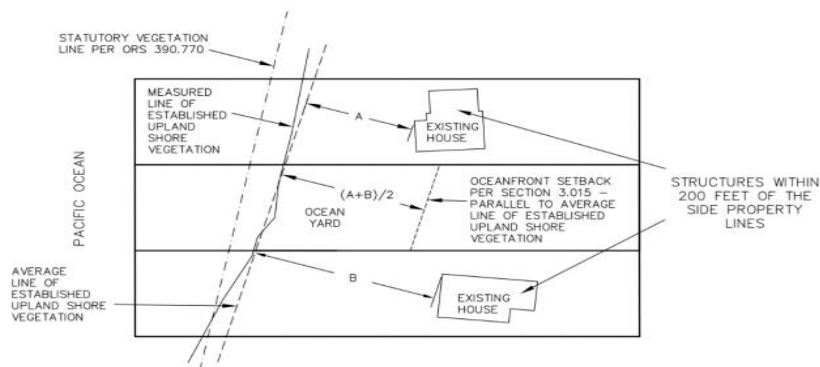 STATUTORY VEGETATION
LINE PER ORS 390.770
MEASURED
LINE OF
ESTABLISHED
UPLAND
SHORE
VEGETATION
A
EXISTING
HOUSE
PACIFIC OCEAN
(A+B)/2
OCEAN
YARD
OCEANFRONT SETBACK
PER SECTION 3.015 –
PARALLEL TO AVERAGE
LINE OF ESTABLISHED
UPLAND SHORE
VEGETATION
STRUCTURES WITHIN
200 FEET OF THE
SIDE PROPERTY
LINES
AVERAGE
LINE OF
ESTABLISHED
UPLAND SHORE
VEGETATION
B
EXISTING
HOUSE